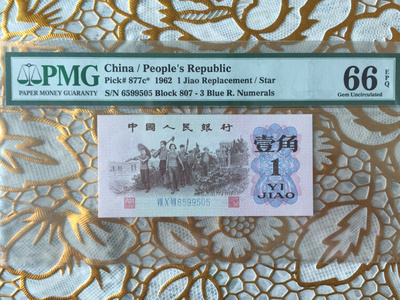 PMG
PAPER MONEY GUARANTY
China / People's Republic
Pick# 877c* 1962 1 Jiao Replacement / Star
S/N 6599505 Block 807 - 3 Blue R. Numerals
66 EPQ
Gem Uncirculated
中国人民银行
壹角
1
YI
JIAO
6599505